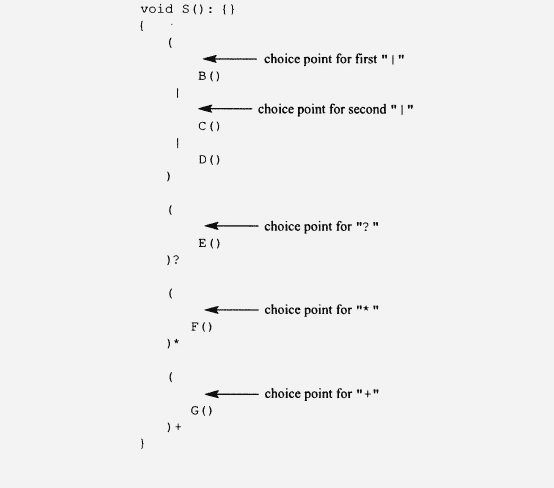 void S(): {}
{
(
choice point for first "|"
B()
|
choice point for second "|"
C()
|
D()
)
(
choice point for "?"
E()
)?
(
choice point for "*"
F()
)*
(
choice point for "+"
G()
)+
}